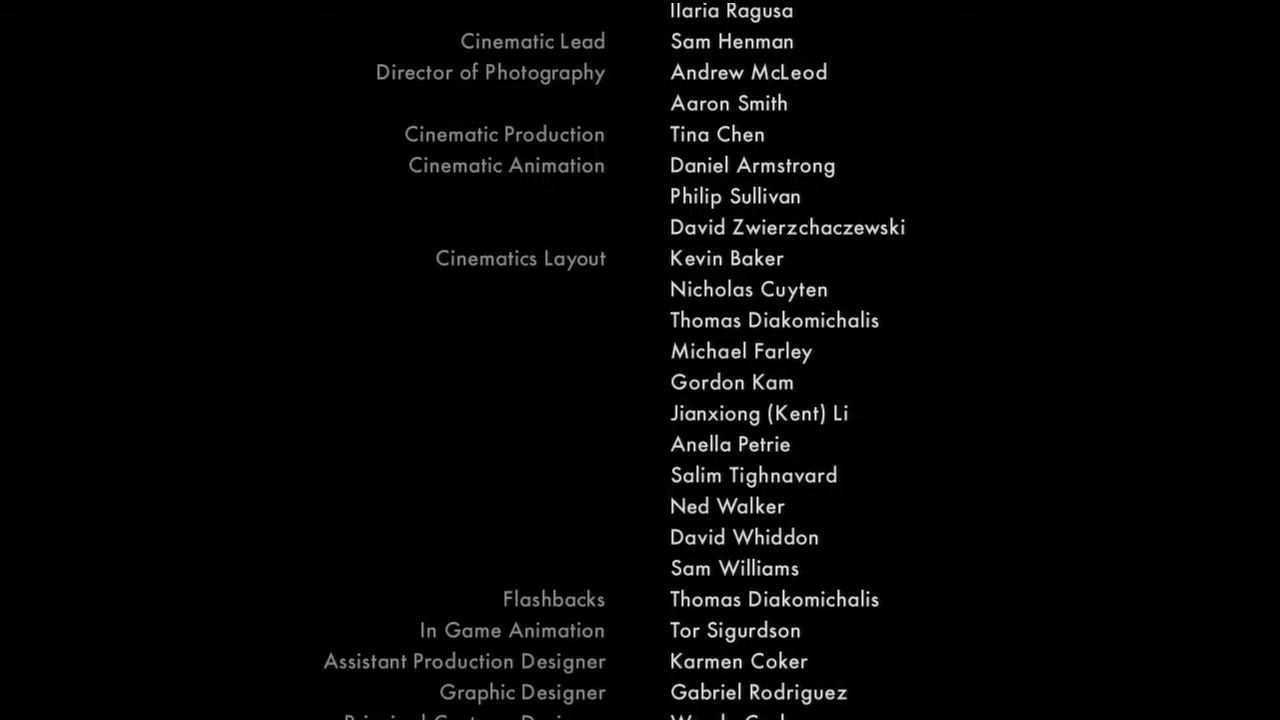 Ilaria Ragusa
Cinematic Lead Sam Henman
Director of Photography Andrew McLeod
Aaron Smith
Cinematic Production Tina Chen
Cinematic Animation Daniel Armstrong
Philip Sullivan
David Zwierzchaczewski
Cinematics Layout Kevin Baker
Nicholas Cuyten
Thomas Diakomichalis
Michael Farley
Gordon Kam
Jianxiong (Kent) Li
Anella Petrie
Salim Tighnavard
Ned Walker
David Whiddon
Sam Williams
Flashbacks Thomas Diakomichalis
In Game Animation Tor Sigurdson
Assistant Production Designer Karmen Coker
Graphic Designer Gabriel Rodriguez